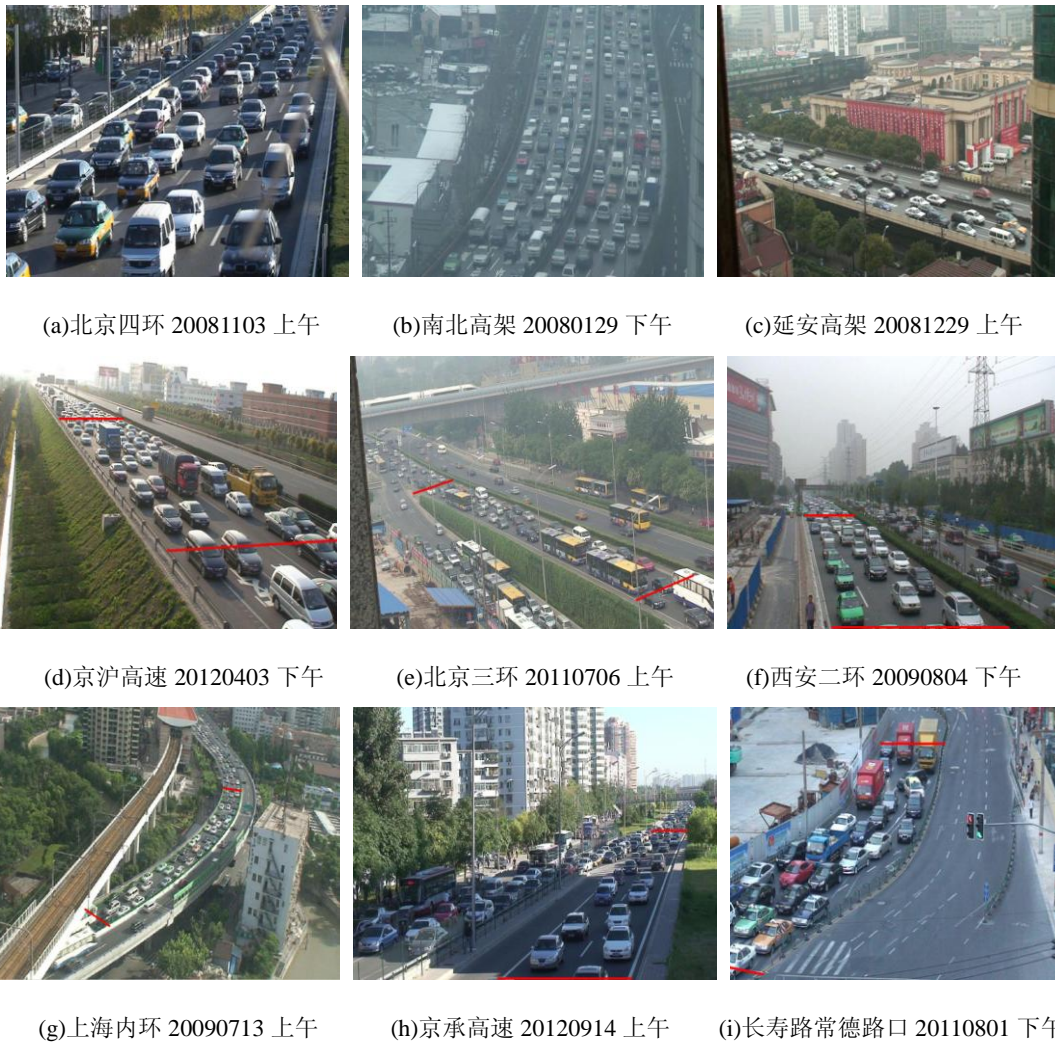 (a)北京四环 20081103 上午
(b)南北高架 20080129 下午
(c)延安高架 20081229 上午
(d)京沪高速 20120403 下午
(e)北京三环 20110706 上午
(f)西安二环 20090804 下午
(g)上海内环 20090713 上午
(h)京承高速 20120914 上午
(i)长寿路常德路口 20110801 下午